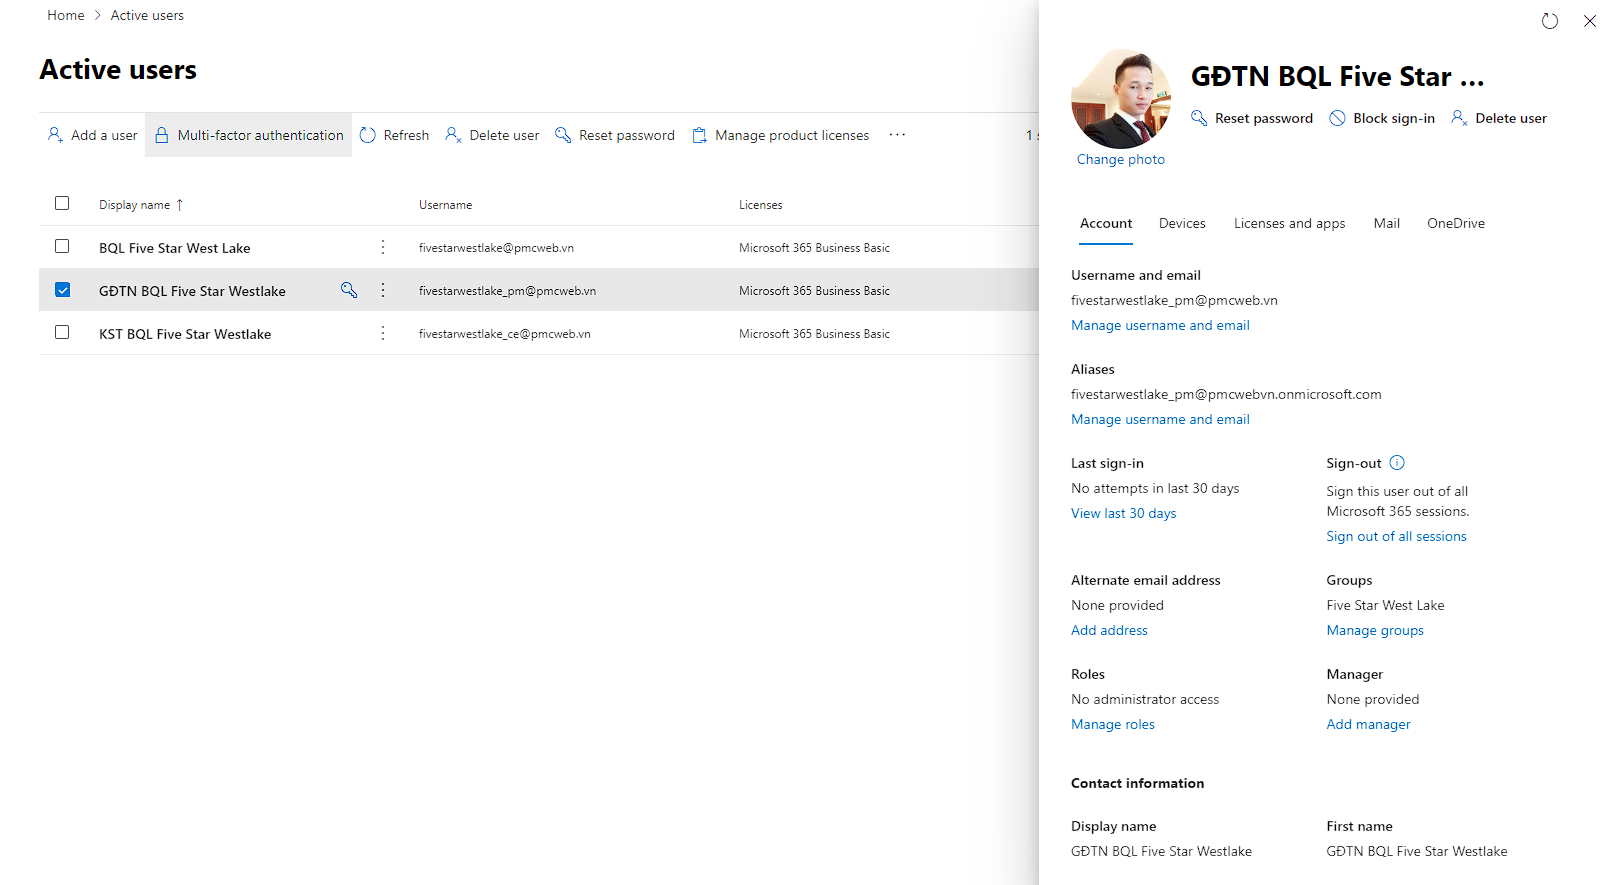 Home > Active users
Active users
Add a user Multi-factor authentication Refresh Delete user Reset password Manage product licenses ··· 1
Display name ↑ Username Licenses
BQL Five Star West Lake fivestarwestlake@pmcweb.vn Microsoft 365 Business Basic
GĐTN BQL Five Star Westlake fivestarwestlake_pm@pmcweb.vn Microsoft 365 Business Basic
KST BQL Five Star Westlake fivestarwestlake_ce@pmcweb.vn Microsoft 365 Business Basic
GĐTN BQL Five Star ...
Reset password Block sign-in Delete user
Change photo
Account Devices Licenses and apps Mail OneDrive
Username and email
fivestarwestlake_pm@pmcweb.vn
Manage username and email
Aliases
fivestarwestlake_pm@pmcwebvn.onmicrosoft.com
Manage username and email
Last sign-in
No attempts in last 30 days
View last 30 days
Sign-out
Sign this user out of all
Microsoft 365 sessions.
Sign out of all sessions
Alternate email address
None provided
Add address
Groups
Five Star West Lake
Manage groups
Roles
No administrator access
Manage roles
Manager
None provided
Add manager
Contact information
Display name
GĐTN BQL Five Star Westlake
First name
GĐTN BQL Five Star Westlake